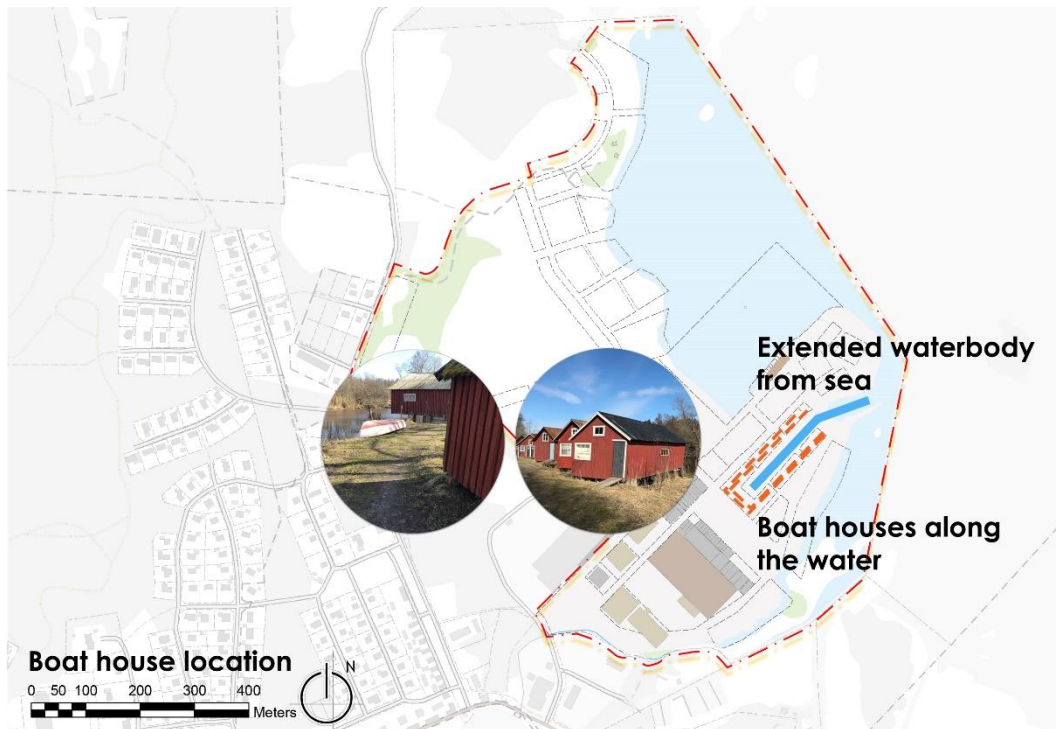 Extended waterbody
from sea
Boat houses along
the water
Boat house location
N
0 50 100 200 300 400
Meters